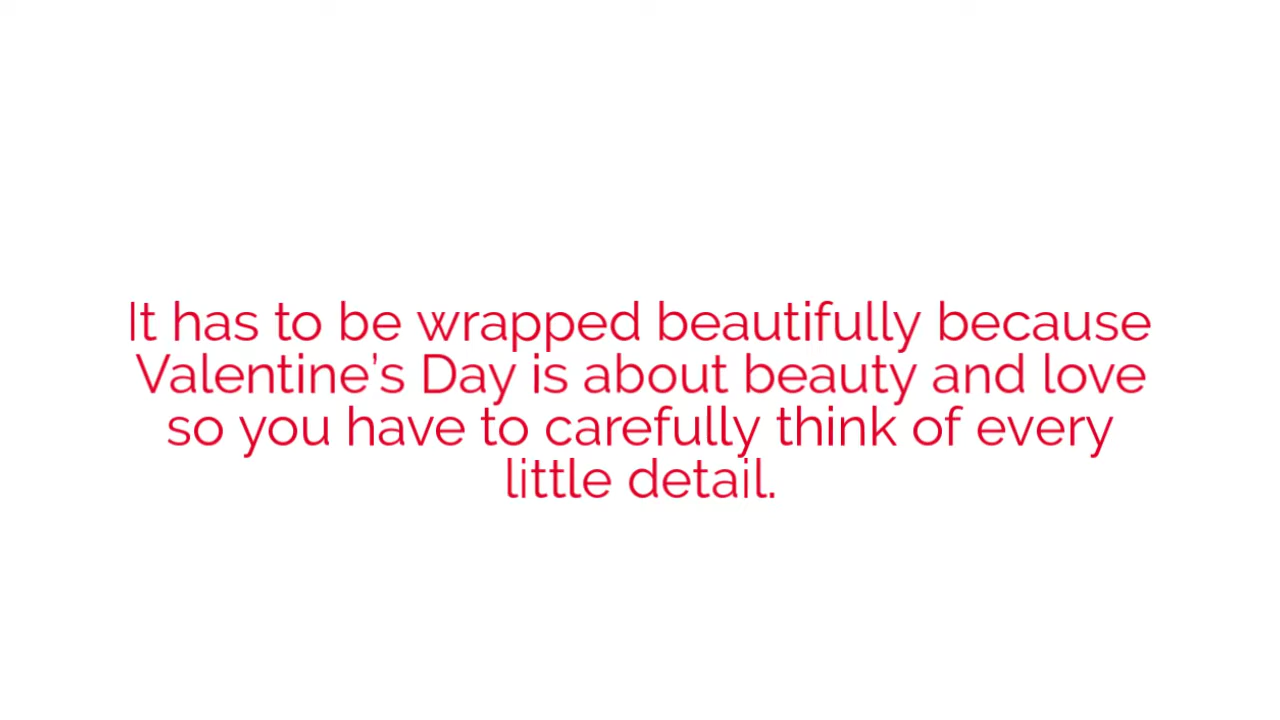 It has to be wrapped beautifully because
Valentine’s Day is about beauty and love
so you have to carefully think of every
little detail.